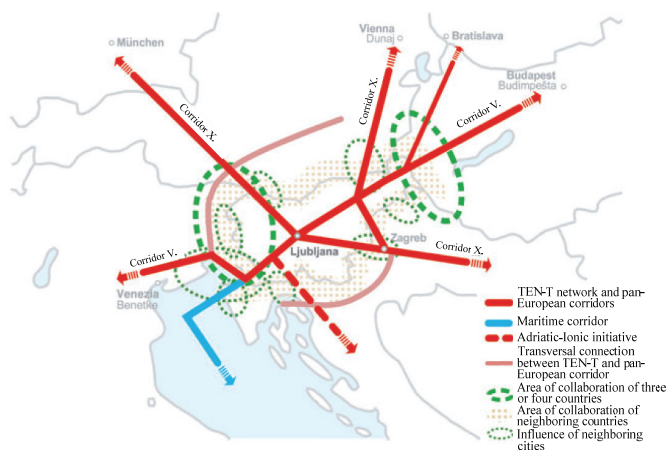 München
Vienna
Dunaj
Bratislava
Budapest
Budimpešta
Corridor X.
Corridor X.
Corridor V.
Ljubljana
Zagreb
Corridor X.
Corridor V.
Venezia
Benetke
TEN-T network and pan-
European corridors
Maritime corridor
Adriatic-Ionic initiative
Transversal connection
between TEN-T and pan-
European corridor
Area of collaboration of three
or four countries
Area of collaboration of
neighboring countries
Influence of neighboring
cities